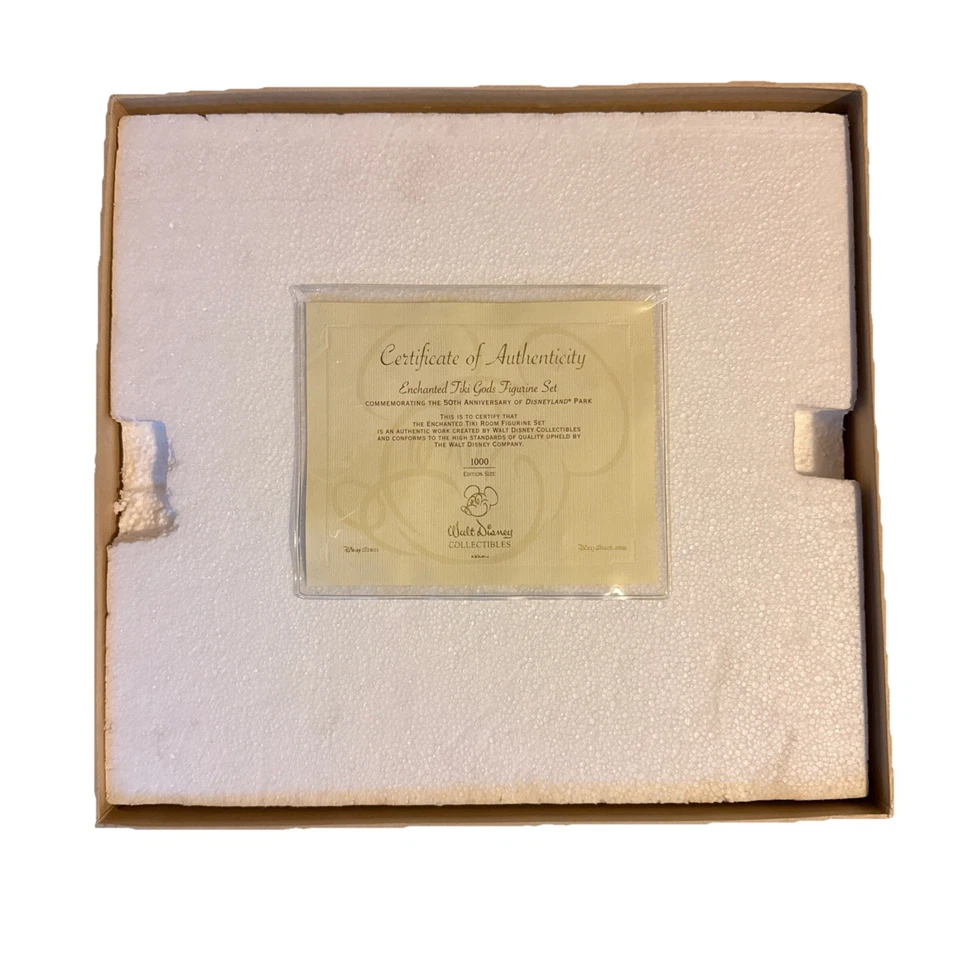 Certificate of Authenticity
Enchanted Tiki Gods Figurine Set
COMMEMORATING THE 50TH ANNIVERSARY OF DISNEYLAND® PARK
THIS IS TO CERTIFY THAT
THE ENCHANTED TIKI ROOM FIGURINE SET
IS AN AUTHENTIC WORK CREATED BY WALT DISNEY COLLECTIBLES
AND CONFORMS TO THE HIGH STANDARDS OF QUALITY UPHELD BY
THE WALT DISNEY COMPANY.
1000
EDITION SIZE
Walt Disney
COLLECTIBLES